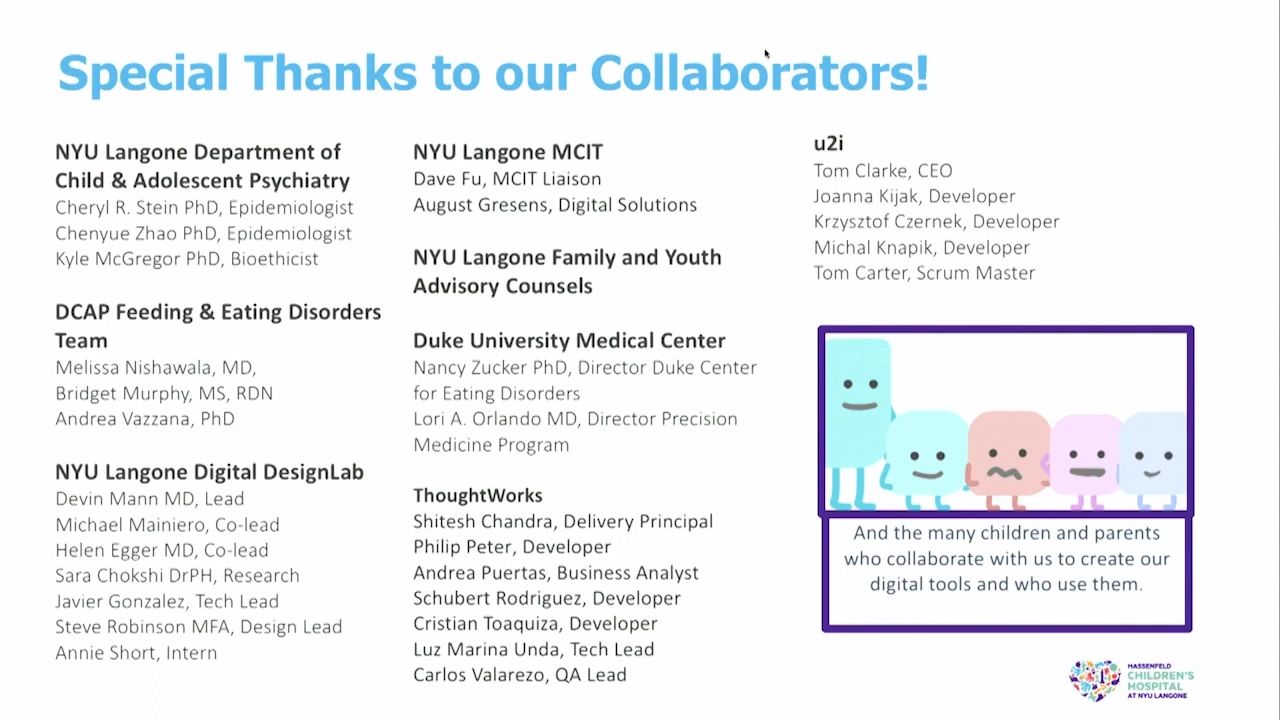 Special Thanks to our Collaborators!
NYU Langone Department of
Child & Adolescent Psychiatry
Cheryl R. Stein PhD, Epidemiologist
Chenyue Zhao PhD, Epidemiologist
Kyle McGregor PhD, Bioethicist
DCAP Feeding & Eating Disorders
Team
Melissa Nishawala, MD,
Bridget Murphy, MS, RDN
Andrea Vazzana, PhD
NYU Langone Digital DesignLab
Devin Mann MD, Lead
Michael Mainiero, Co-lead
Helen Egger MD, Co-lead
Sara Chokshi DrPH, Research
Javier Gonzalez, Tech Lead
Steve Robinson MFA, Design Lead
Annie Short, Intern
NYU Langone MCIT
Dave Fu, MCIT Liaison
August Gresens, Digital Solutions
NYU Langone Family and Youth
Advisory Counsels
Duke University Medical Center
Nancy Zucker PhD, Director Duke Center
for Eating Disorders
Lori A. Orlando MD, Director Precision
Medicine Program
ThoughtWorks
Shitesh Chandra, Delivery Principal
Philip Peter, Developer
Andrea Puertas, Business Analyst
Schubert Rodriguez, Developer
Cristian Toaquiza, Developer
Luz Marina Unda, Tech Lead
Carlos Valarezo, QA Lead
u2i
Tom Clarke, CEO
Joanna Kijak, Developer
Krzysztof Czernek, Developer
Michal Knapik, Developer
Tom Carter, Scrum Master
And the many children and parents
who collaborate with us to create our
digital tools and who use them.
HASSENFELD
CHILDREN'S
HOSPITAL
AT NYU LANGONE